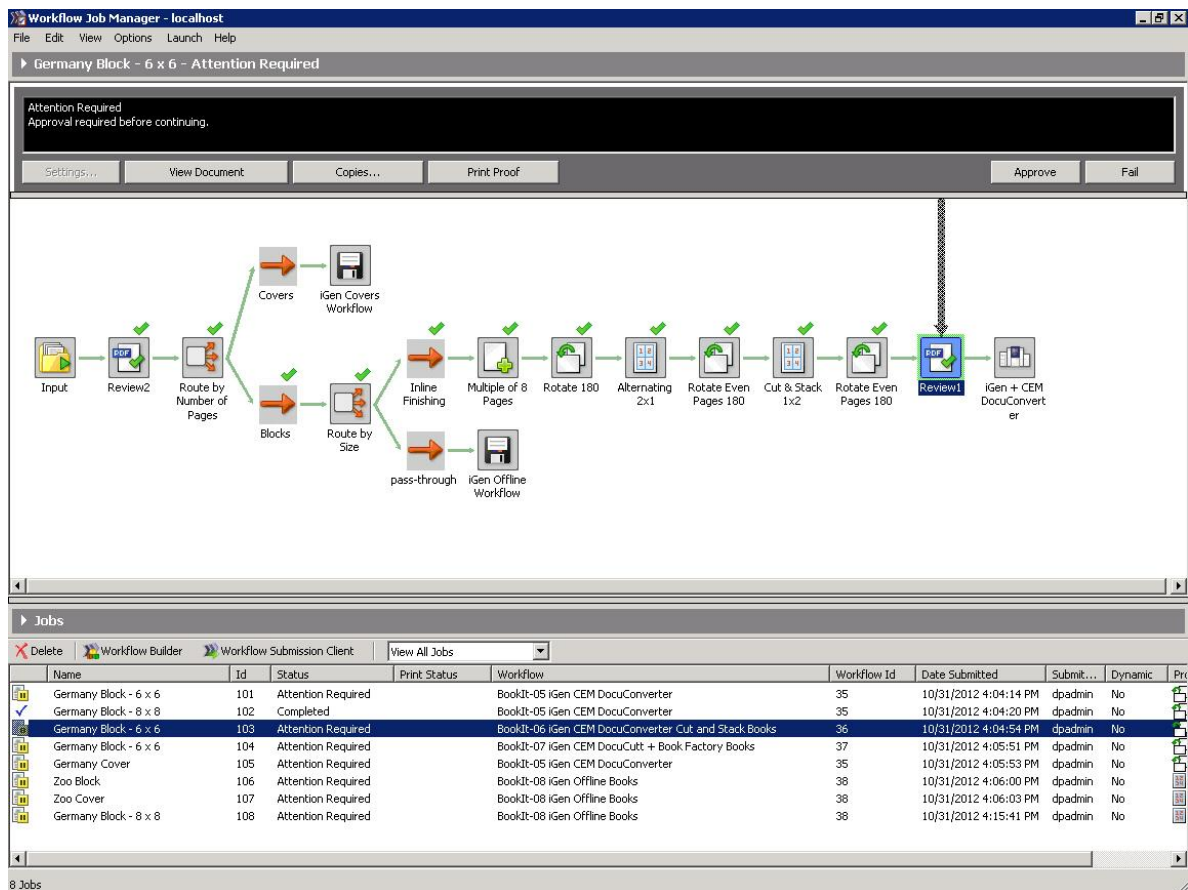 Workflow Job Manager - localhost
File Edit View Options Launch Help
Germany Block - 6 x 6 - Attention Required
Attention Required
Approval required before continuing.
Settings... View Document Copies... Print Proof Approve Fail
Covers
iGen Covers
Workflow
Input
Review2
Route by
Number of
Pages
Blocks
Route by
Size
Inline
Finishing
Multiple of 8
Pages
Rotate 180
Alternating
2x1
Rotate Even
Pages 180
Cut & Stack
1x2
Rotate Even
Pages 180
Review1
iGen + CEM
DocuConvert
er
pass-through
iGen Offline
Workflow
Jobs
Delete Workflow Builder Workflow Submission Client View All Jobs
Name Id Status Print Status Workflow Workflow Id Date Submitted Submit... Dynamic Pro
Germany Block - 6 x 6 101 Attention Required BookIt-05 iGen CEM DocuConverter 35 10/31/2012 4:04:14 PM dpadmin No
Germany Block - 8 x 8 102 Completed BookIt-05 iGen CEM DocuConverter 35 10/31/2012 4:04:20 PM dpadmin No
Germany Block - 6 x 6 103 Attention Required BookIt-06 iGen CEM DocuConverter Cut and Stack Books 36 10/31/2012 4:04:54 PM dpadmin No
Germany Block - 6 x 6 104 Attention Required BookIt-07 iGen CEM DocuCutt + Book Factory Books 37 10/31/2012 4:05:51 PM dpadmin No
Germany Cover 105 Attention Required BookIt-05 iGen CEM DocuConverter 35 10/31/2012 4:05:53 PM dpadmin No
Zoo Block 106 Attention Required BookIt-08 iGen Offline Books 38 10/31/2012 4:06:00 PM dpadmin No
Zoo Cover 107 Attention Required BookIt-08 iGen Offline Books 38 10/31/2012 4:06:03 PM dpadmin No
Germany Block - 8 x 8 108 Attention Required BookIt-08 iGen Offline Books 38 10/31/2012 4:15:41 PM dpadmin No
8 Jobs